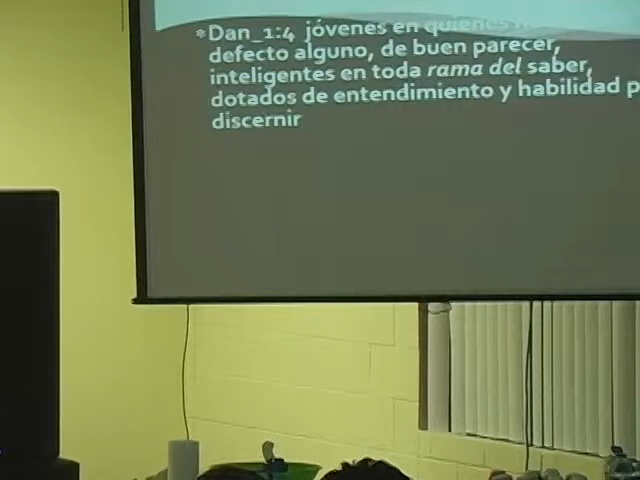 *Dan_1:4 jóvenes en quienes
defecto alguno, de buen parecer,
inteligentes en toda rama del saber,
dotados de entendimiento y habilidad
discernir